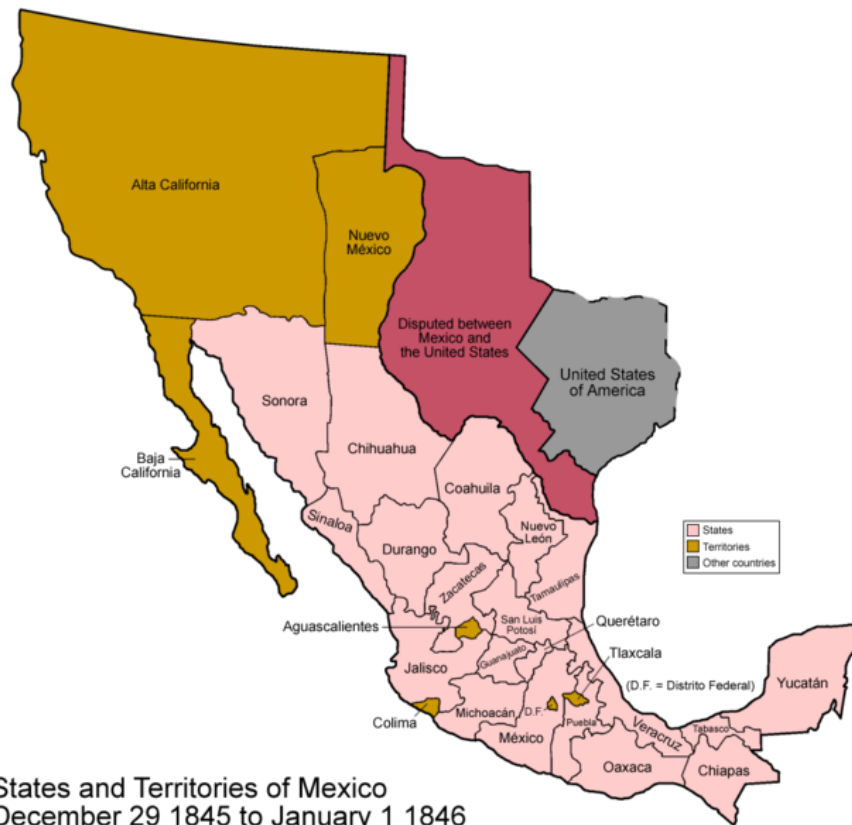 Alta California
Nuevo
México
Disputed between
Mexico and
the United States
United States
of America
Sonora
Chihuahua
Baja
California
Coahuila
Sinaloa
Nuevo
León
Durango
States
Territories
Other countries
Zacatecas
Tamaulipas
Aguascalientes
San Luis
Potosí
Querétaro
Guanajuato
Tlaxcala
Jalisco
(D.F. = Distrito Federal)
Yucatán
Colima
Michoacán
D.F.
Puebla
Veracruz
Tabasco
México
Oaxaca
Chiapas
States and Territories of Mexico
December 29 1845 to January 1 1846